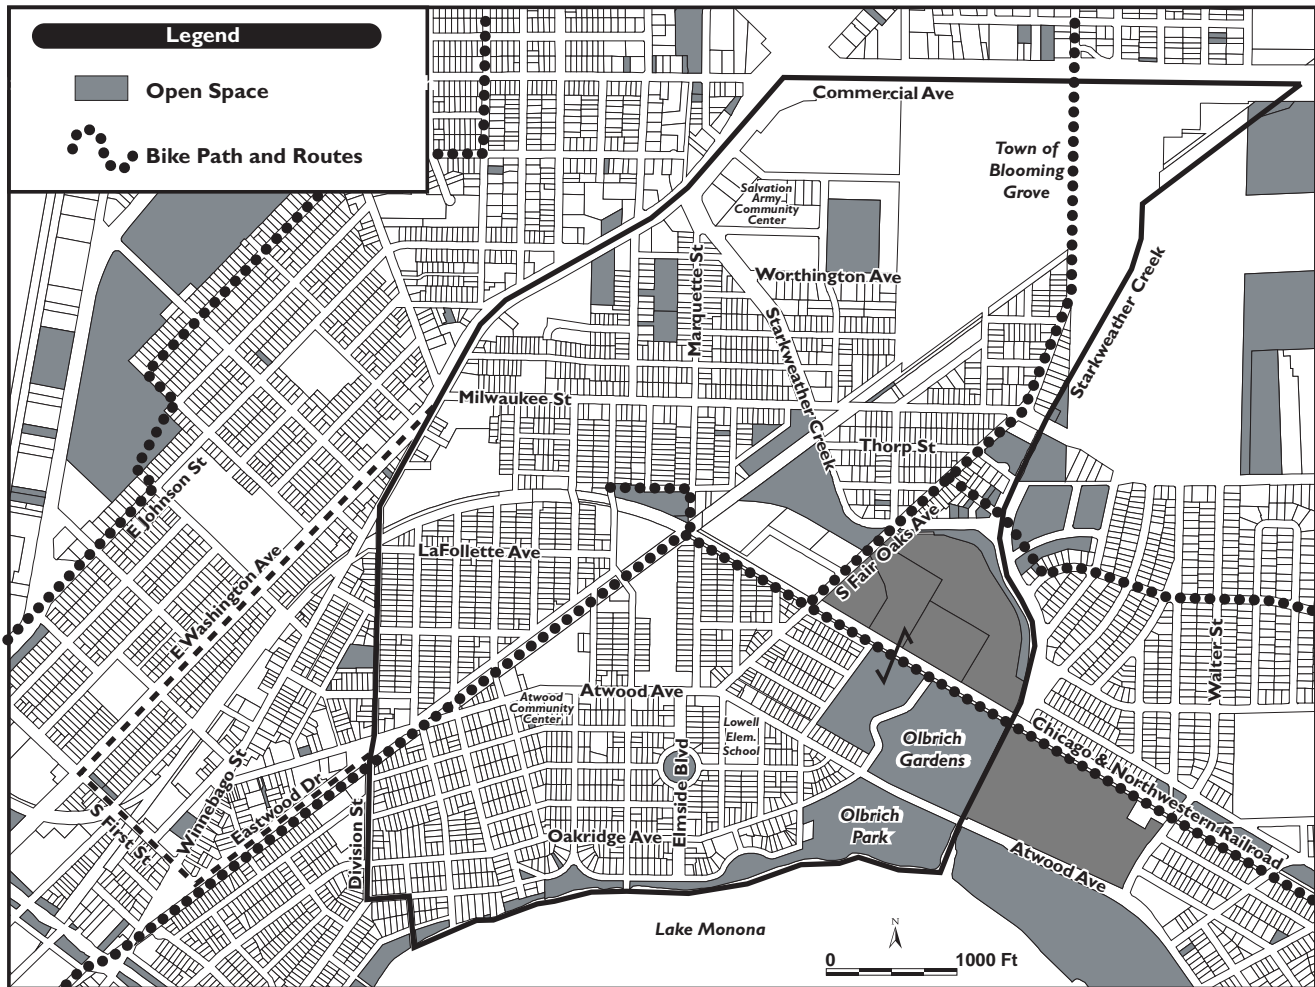 Legend
Open Space
Bike Path and Routes
Commercial Ave
Town of
Blooming
Grove
Salvation
Army
Community
Center
Marquette St
Worthington Ave
Starkweather Creek
Starkweather Creek
Milwaukee St
Thorp St
E Johnson St
S Fair Oaks Ave
LaFollette Ave
E Washington Ave
Walter St
Atwood Ave
Atwood
Community
Center
Lowell
Elem.
School
Olbrich
Gardens
Chicago & Northwestern Railroad
Elmside Blvd
Winnebago St
Eastwood Dr
S First St
Division St
Oakridge Ave
Olbrich
Park
Atwood Ave
Lake Monona
N
0 1000 Ft